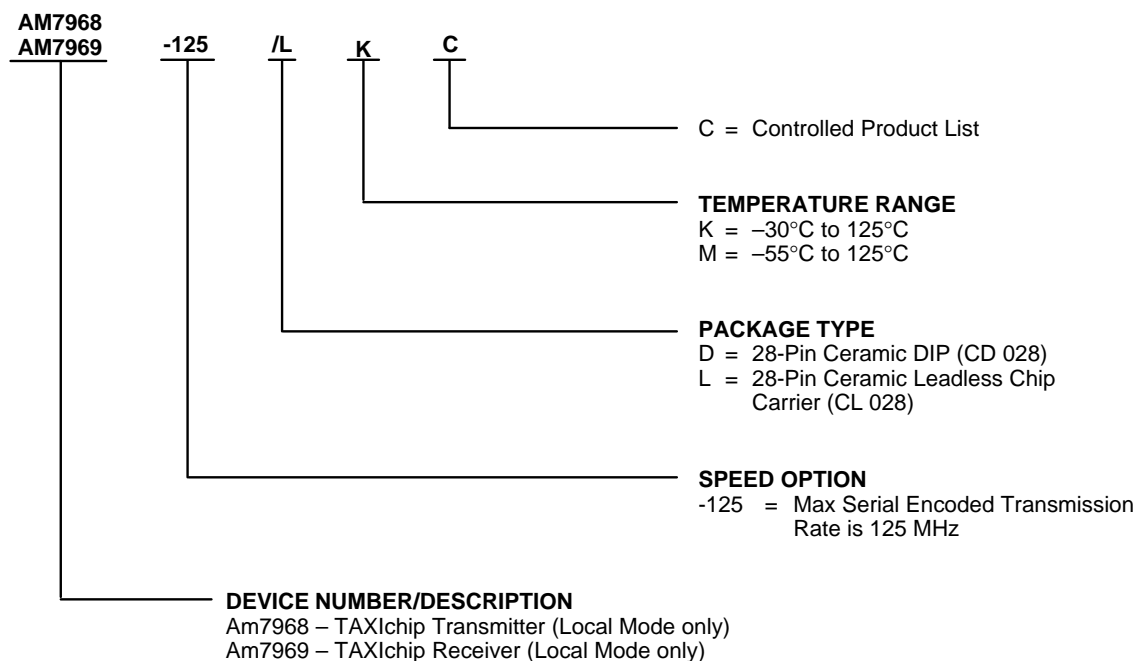 AM7968
AM7969 -125 /L K C
C = Controlled Product List
TEMPERATURE RANGE
K = –30°C to 125°C
M = –55°C to 125°C
PACKAGE TYPE
D = 28-Pin Ceramic DIP (CD 028)
L = 28-Pin Ceramic Leadless Chip
Carrier (CL 028)
SPEED OPTION
-125 = Max Serial Encoded Transmission
Rate is 125 MHz
DEVICE NUMBER/DESCRIPTION
Am7968 – TAXIchip Transmitter (Local Mode only)
Am7969 – TAXIchip Receiver (Local Mode only)